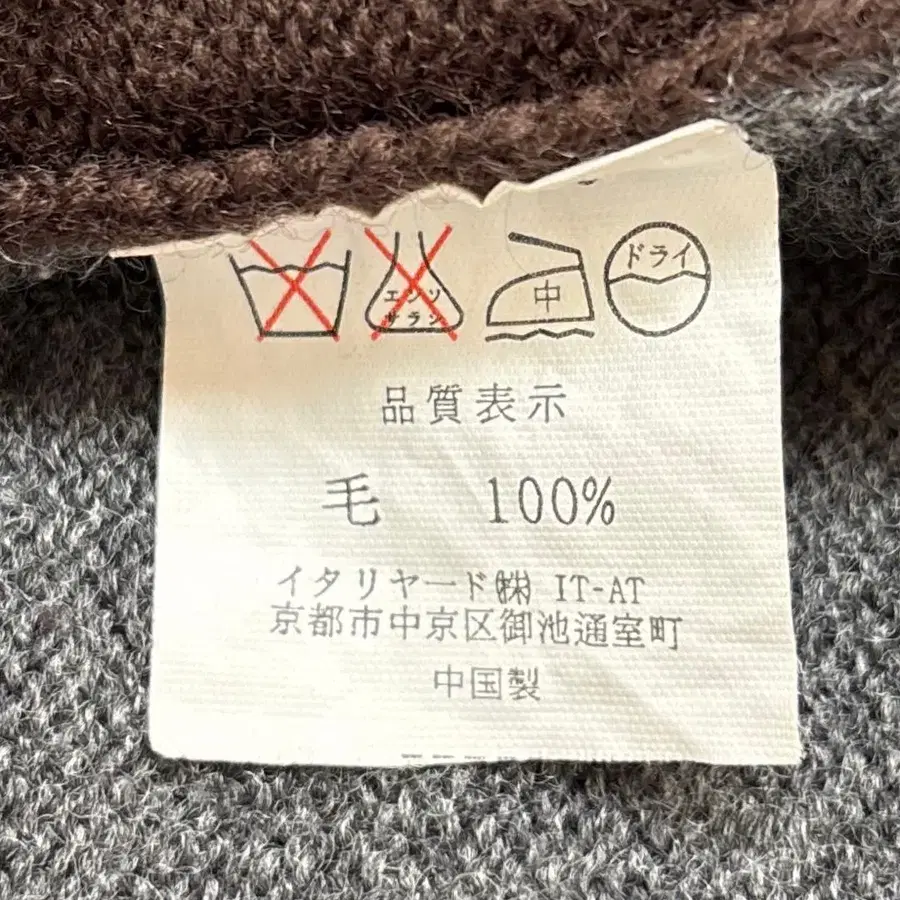 エンソ
サラシ
中
ドライ
品質表示
毛 100%
イタリヤード㈱ IT-AT
京都市中京区御池通室町
中国製